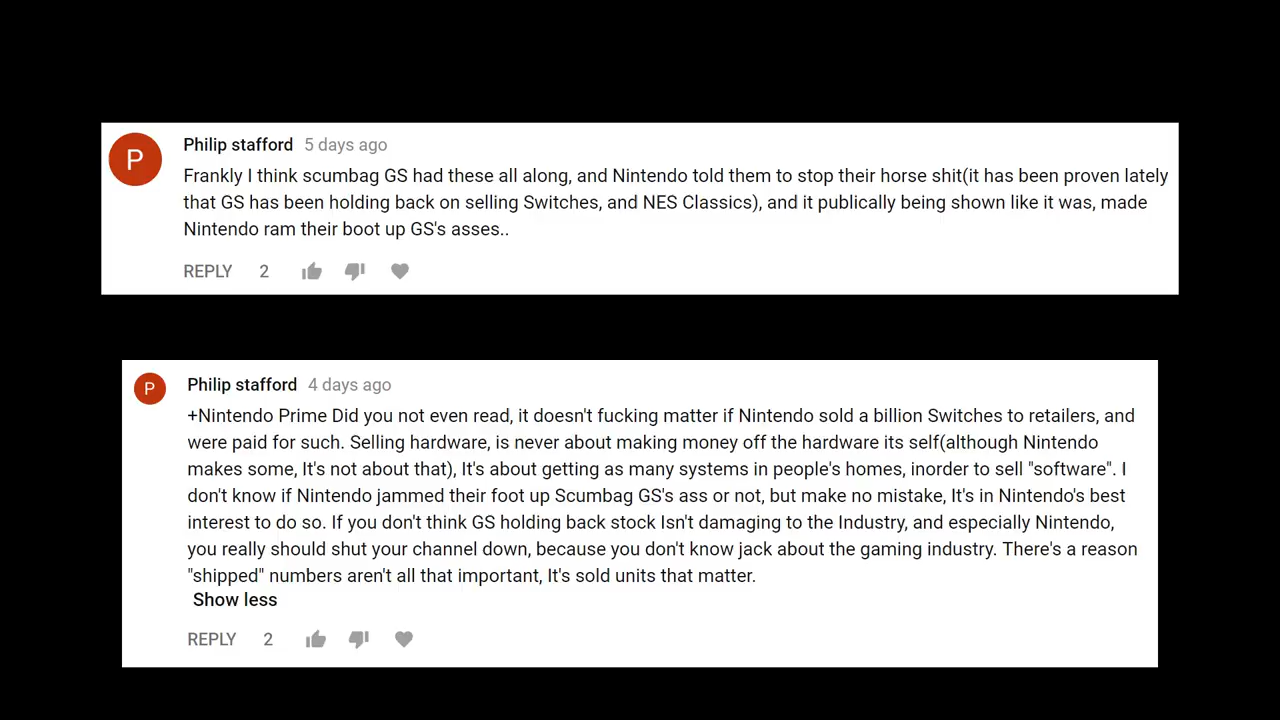 P
Philip stafford 5 days ago
Frankly I think scumbag GS had these all along, and Nintendo told them to stop their horse shit(it has been proven lately
that GS has been holding back on selling Switches, and NES Classics), and it publically being shown like it was, made
Nintendo ram their boot up GS's asses..
REPLY 2
P
Philip stafford 4 days ago
+Nintendo Prime Did you not even read, it doesn't fucking matter if Nintendo sold a billion Switches to retailers, and
were paid for such. Selling hardware, is never about making money off the hardware its self(although Nintendo
makes some, It's not about that), It's about getting as many systems in people's homes, inorder to sell "software". I
don't know if Nintendo jammed their foot up Scumbag GS's ass or not, but make no mistake, It's in Nintendo's best
interest to do so. If you don't think GS holding back stock Isn't damaging to the Industry, and especially Nintendo,
you really should shut your channel down, because you don't know jack about the gaming industry. There's a reason
"shipped" numbers aren't all that important, It's sold units that matter.
Show less
REPLY 2